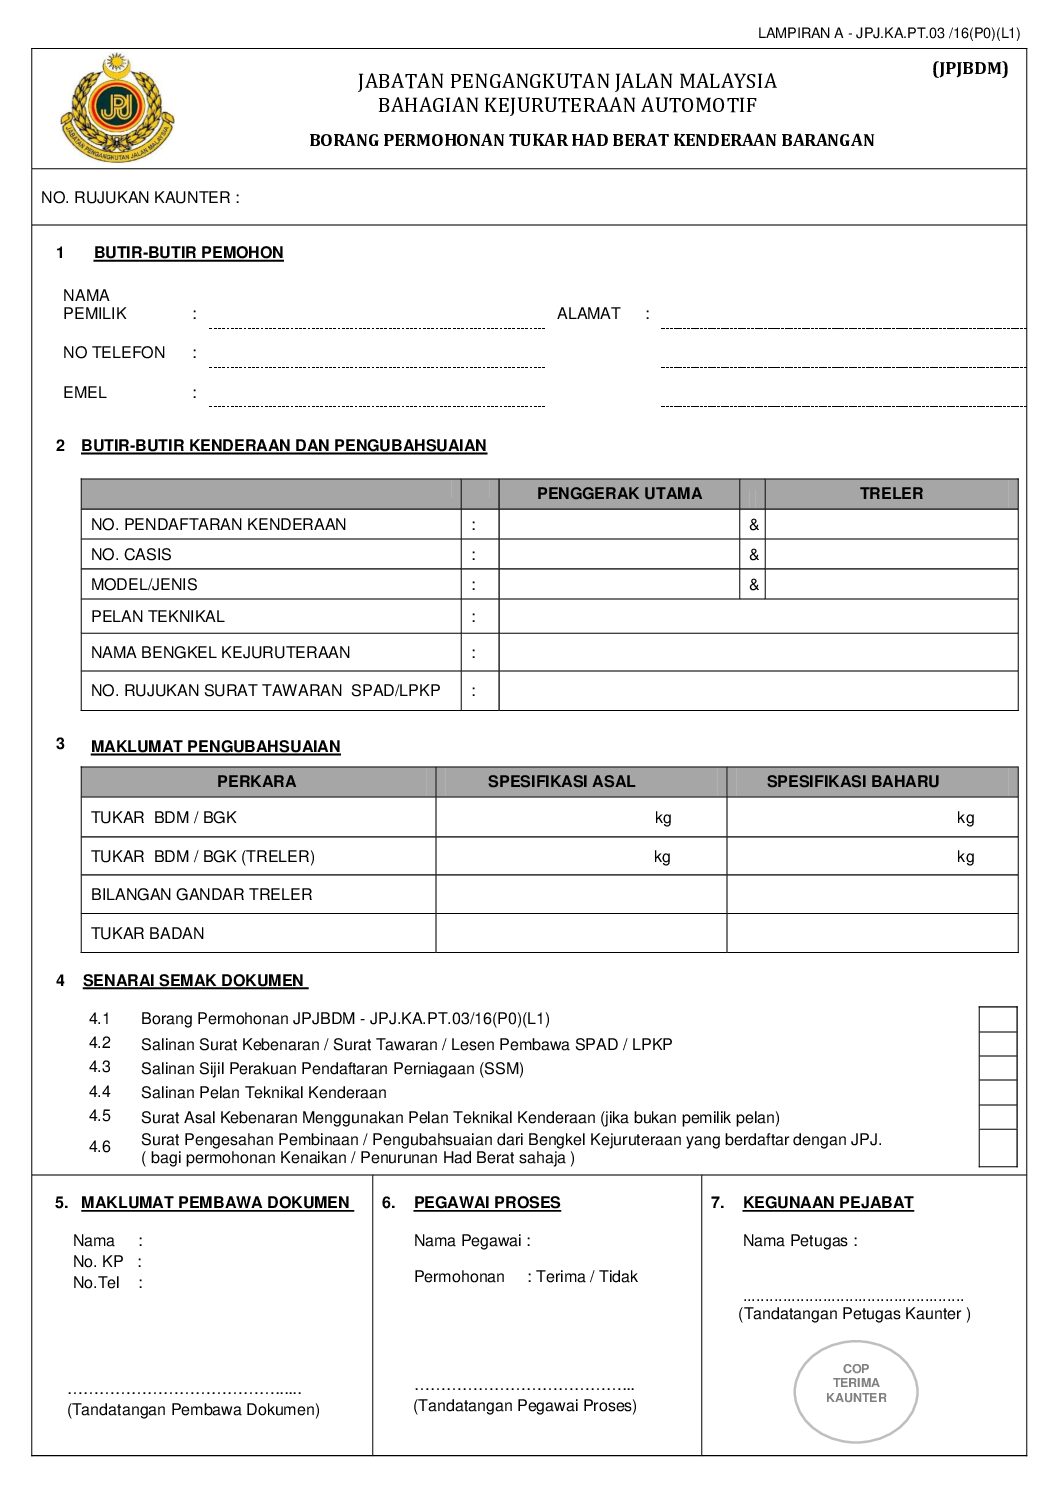 LAMPIRAN A - JPJ.KA.PT.03 /16(P0)(L1)
(JPJBDM)
JPJ
JABATAN PENGANGKUTAN JALAN MALAYSIA
JABATAN PENGANGKUTAN JALAN MALAYSIA
BAHAGIAN KEJURUTERAAN AUTOMOTIF
BORANG PERMOHONAN TUKAR HAD BERAT KENDERAAN BARANGAN
NO. RUJUKAN KAUNTER :
1 BUTIR-BUTIR PEMOHON
NAMA
PEMILIK : ALAMAT :
NO TELEFON :
EMEL :
2 BUTIR-BUTIR KENDERAAN DAN PENGUBAHSUAIAN
PENGGERAK UTAMA TRELER
NO. PENDAFTARAN KENDERAAN : &
NO. CASIS : &
MODEL/JENIS : &
PELAN TEKNIKAL :
NAMA BENGKEL KEJURUTERAAN :
NO. RUJUKAN SURAT TAWARAN SPAD/LPKP :
3 MAKLUMAT PENGUBAHSUAIAN
PERKARA SPESIFIKASI ASAL SPESIFIKASI BAHARU
TUKAR BDM / BGK kg kg
TUKAR BDM / BGK (TRELER) kg kg
BILANGAN GANDAR TRELER
TUKAR BADAN
4 SENARAI SEMAK DOKUMEN
4.1 Borang Permohonan JPJBDM - JPJ.KA.PT.03/16(P0)(L1)
4.2 Salinan Surat Kebenaran / Surat Tawaran / Lesen Pembawa SPAD / LPKP
4.3 Salinan Sijil Perakuan Pendaftaran Perniagaan (SSM)
4.4 Salinan Pelan Teknikal Kenderaan
4.5 Surat Asal Kebenaran Menggunakan Pelan Teknikal Kenderaan (jika bukan pemilik pelan)
4.6 Surat Pengesahan Pembinaan / Pengubahsuaian dari Bengkel Kejuruteraan yang berdaftar dengan JPJ.
( bagi permohonan Kenaikan / Penurunan Had Berat sahaja )
5. MAKLUMAT PEMBAWA DOKUMEN
Nama :
No. KP :
No.Tel :
…………………………………......
(Tandatangan Pembawa Dokumen)
6. PEGAWAI PROSES
Nama Pegawai :
Permohonan : Terima / Tidak
…………………………………...
(Tandatangan Pegawai Proses)
7. KEGUNAAN PEJABAT
Nama Petugas :
..................................................
(Tandatangan Petugas Kaunter )
COP
TERIMA
KAUNTER